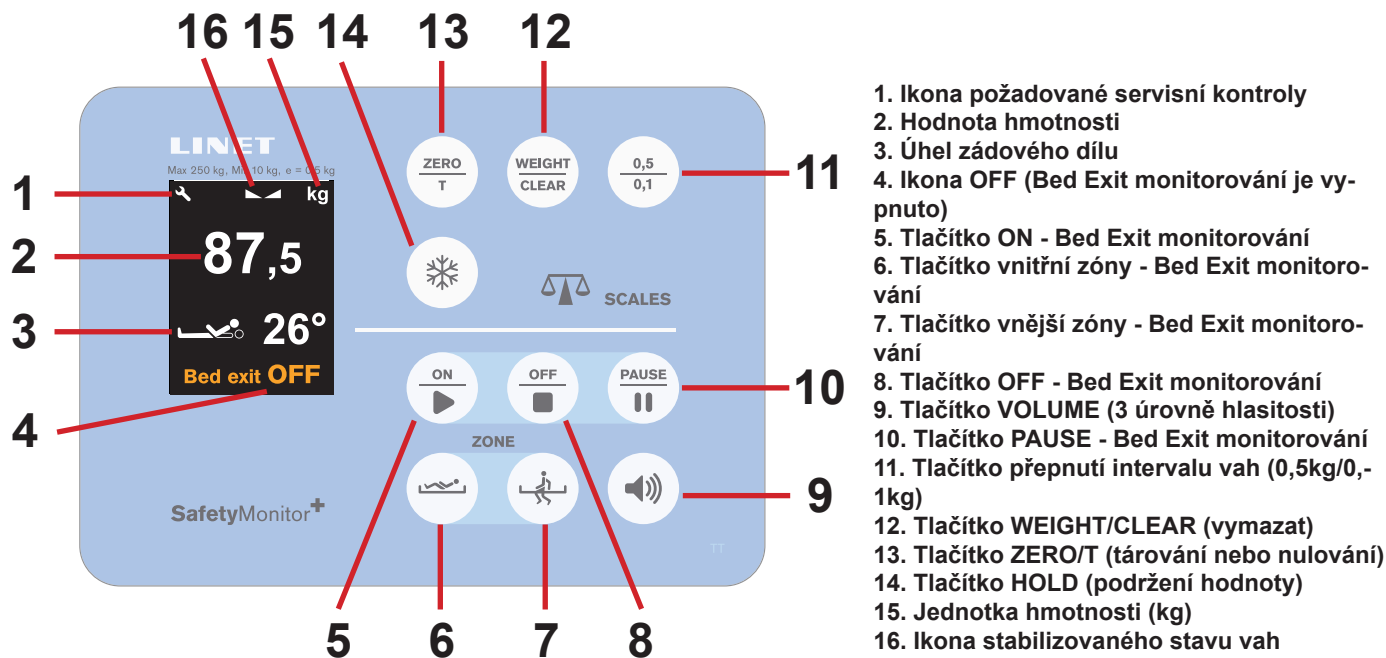 16 15 14 13 12
LINET
Max 250 kg, Min 10 kg, e = 0,5 kg
ZERO
T
WEIGHT
CLEAR
0,5
0,1
11
1
kg
2
87,5
SCALES
3
26°
Bed exit OFF
4
ON
OFF
PAUSE
10
ZONE
9
SafetyMonitor+
TT
5 6 7 8
1. Ikona požadované servisní kontroly
2. Hodnota hmotnosti
3. Úhel zádového dílu
4. Ikona OFF (Bed Exit monitorování je vy-
pnuto)
5. Tlačítko ON - Bed Exit monitorování
6. Tlačítko vnitřní zóny - Bed Exit monitoro-
vání
7. Tlačítko vnější zóny - Bed Exit monitoro-
vání
8. Tlačítko OFF - Bed Exit monitorování
9. Tlačítko VOLUME (3 úrovně hlasitosti)
10. Tlačítko PAUSE - Bed Exit monitorování
11. Tlačítko přepnutí intervalu vah (0,5kg/0,-
1kg)
12. Tlačítko WEIGHT/CLEAR (vymazat)
13. Tlačítko ZERO/T (tárování nebo nulování)
14. Tlačítko HOLD (podržení hodnoty)
15. Jednotka hmotnosti (kg)
16. Ikona stabilizovaného stavu vah